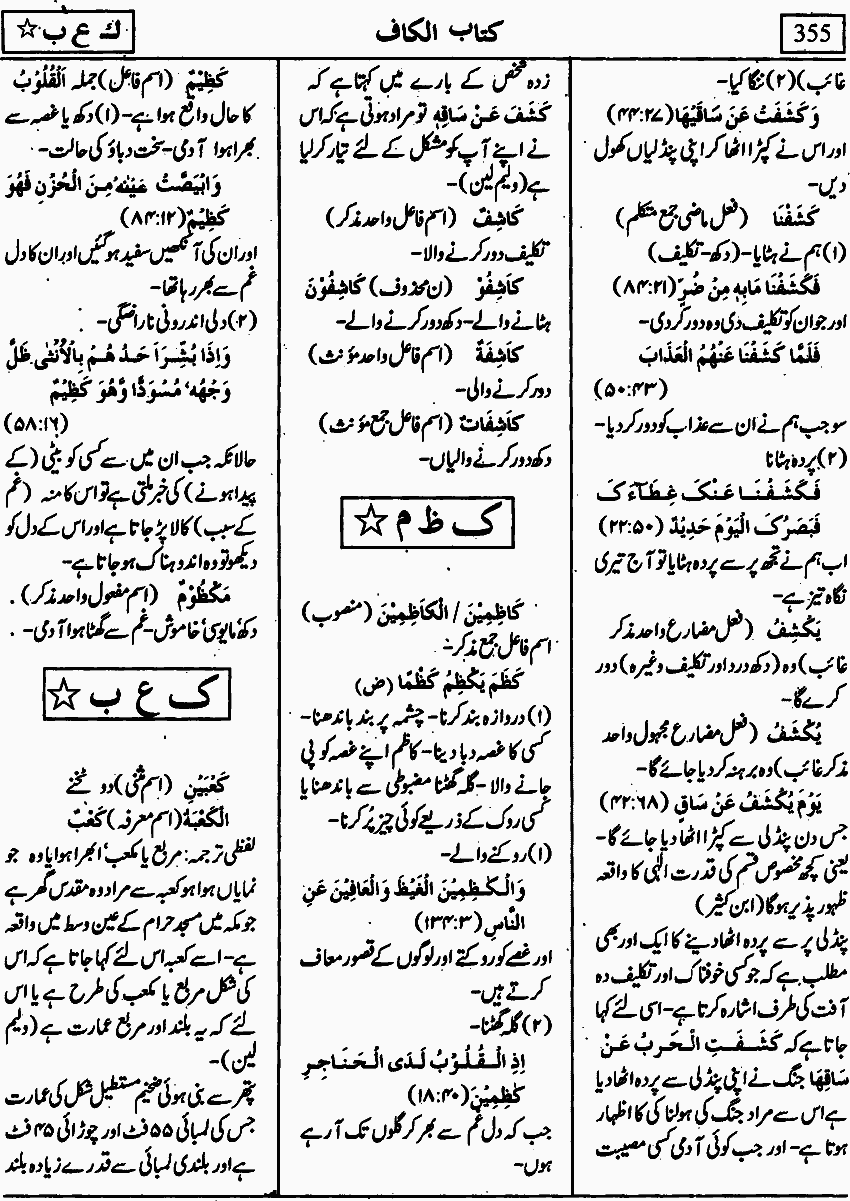 355
کتاب الکاف
ک ع ب ☆
غائب)(۲)ننگا کیا-
وَكَشَفَتْ عَنْ سَاقَيْهَا(۴۴:۲۷)
اور اس نے کپڑا اٹھا کر اپنی پنڈلیاں کھول
دیں-
كَشَفْنَا (فعل ماضی جمع متکلم)
(۱)ہم نے ہٹایا-(دکھ-تکلیف)
فَكَشَفْنَا مَابِهٖ مِنْ ضُرٍّ(۸۴:۲۱)
اور جو ان کو تکلیف دی وہ دور کردی-
فَلَمَّا كَشَفْنَا عَنْهُمُ الْعَذَابَ
(۵۰:۴۳)
سو جب ہم نے ان سے عذاب کو دور کر دیا-
(۲)پردہ ہٹانا
فَكَشَفْنَا عَنْكَ غِطَآءَكَ
فَبَصَرُكَ الْيَوْمَ حَدِيْدٌ (۲۲:۵۰)
اب ہم نے تجھ پر سے پردہ ہٹایا تو آج تیری
نگاہ تیز ہے-
يَكْشِفُ (فعل مضارع واحد مذکر
غائب)وہ(دکھ درد اور تکلیف وغیرہ)دور
کرے گا-
يُكْشَفُ (فعل مضارع مجہول واحد
مذکر غائب)وہ برہنہ کر دیا جائے گا-
يَوْمَ يُكْشَفُ عَنْ سَاقٍ (۴۲:۶۸)
جس دن پنڈلی سے کپڑا اٹھا دیا جائے گا-
یعنی کچھ مخصوص قسم کی قدرت الٰہی کا واقعہ
ظہور پذیر ہوگا(ابن کثیر)
پنڈلی پر سے پردہ اٹھا دینے کا ایک اور بھی
مطلب ہے کہ جو کسی خوفناک اور تکلیف دہ
آفت کی طرف اشارہ کرتا ہے-اسی لئے کہا
جاتا ہے کہ كَشَفَتِ الْحَرْبُ عَنْ
سَاقِهَا جنگ نے اپنی پنڈلی سے پردہ اٹھا دیا
ہے اس سے مراد جنگ کی ہولناکی کا اظہار
ہوتا ہے-اور جب کوئی آدمی کسی مصیبت
زدہ شخص کے بارے میں کہتا ہے کہ
كَشَفَ عَنْ سَاقِهٖ تو مراد ہوتی ہے کہ اس
نے اپنے آپ کو مشکل کے لئے تیار کر لیا
ہے(ولیم لین)-
كَاشِفٌ (اسم فاعل واحد مذکر)
تکلیف دور کرنے والا-
كَاشِفُوْ (ن محذوف) كَاشِفُوْنَ
ہٹانے والے-دکھ دور کرنے والے-
كَاشِفَةٌ (اسم فاعل واحد مؤنث)
دور کرنے والی-
كَاشِفَاتٌ (اسم فاعل جمع مؤنث)
دکھ دور کرنے والیاں-
ک ظ م ☆
كَاظِمِيْنَ / الْكَاظِمِيْنَ (منصوب)
اسم فاعل جمع مذکر-
كَظَمَ يَكْظِمُ كَظْمًا (ض)
(۱)دروازہ بند کرنا-چشمہ پر بند باندھنا-
کسی کا غصہ دبا دینا-کاظم اپنے غصہ کو پی
جانے والا-گلہ گھٹنا مضبوطی سے باندھنا یا
کسی روک کے ذریعے کوئی چیز پُر کرنا-
(۱)روکنے والے-
وَالْكٰظِمِيْنَ الْغَيْظَ وَالْعَافِيْنَ عَنِ
النَّاسِ(۱۳۴:۳)
اور غصے کو روکتے اور لوگوں کے قصور معاف
کرتے ہیں-
(۲)گلہ گھٹنا-
اِذِ الْقُلُوْبُ لَدَى الْحَنَاجِرِ
كٰظِمِيْنَ(۱۸:۴۰)
جب کہ دل غم سے بھر کر گلوں تک آ رہے
ہوں-
كَظِيْمٌ (اسم فاعل)جملہ اَلْقُلُوْبُ
کا حال واقع ہوا ہے-(۱)دکھ یا غصہ سے
بھرا ہوا آدمی-سخت دباؤ کی حالت-
وَابْيَضَّتْ عَيْنٰهُ مِنَ الْحُزْنِ فَهُوَ
كَظِيْمٌ(۸۴:۱۲)
اور ان کی آنکھیں سفید ہو گئیں اور ان کا دل
غم سے بھر رہا تھا-
(۲)دلی اندرونی ناراضگی-
وَاِذَا بُشِّرَ اَحَدُهُمْ بِالْاُنْثٰى ظَلَّ
وَجْهُهٗ مُسْوَدًّا وَّهُوَ كَظِيْمٌ
(۵۸:۱۶)
حالانکہ جب ان میں سے کسی کو بیٹی (کے
پیدا ہونے) کی خبر ملتی ہے تو اس کا منہ (غم
کے سبب)کالا پڑ جاتا ہے اور اس کے دل کو
دیکھو تو وہ اندوہناک ہو جاتا ہے-
مَكْظُوْمٌ (اسم مفعول واحد مذکر)
دکھ'مایوسی'خاموش-غم سے گھٹا ہوا آدمی-
ک ع ب ☆
كَعْبَيْنِ (اسم مثنی)دو ٹخنے
الْكَعْبَةُ(اسم معرفہ) كَعْبٌ
لفظی ترجمہ: مربع یا مکعب'ابھرا ہوا یا وہ جو
نمایاں ہوا ہو کعبہ سے مراد وہ مقدس گھر ہے
جو مکہ میں مسجد حرام کے عین وسط میں واقعہ
ہے-اسے کعبہ اس لئے کہا جاتا ہے کہ اس
کی شکل مربع یا مکعب کی طرح ہے یا اس
لئے کہ یہ بلند اور مربع عمارت ہے (ولیم
لین)-
پتھر سے بنی ہوئی ضخیم مستطیل شکل کی عمارت
جس کی لمبائی ۵۵ فٹ اور چوڑائی ۴۵ فٹ
ہے اور بلندی لمبائی سے قدرے زیادہ بلند